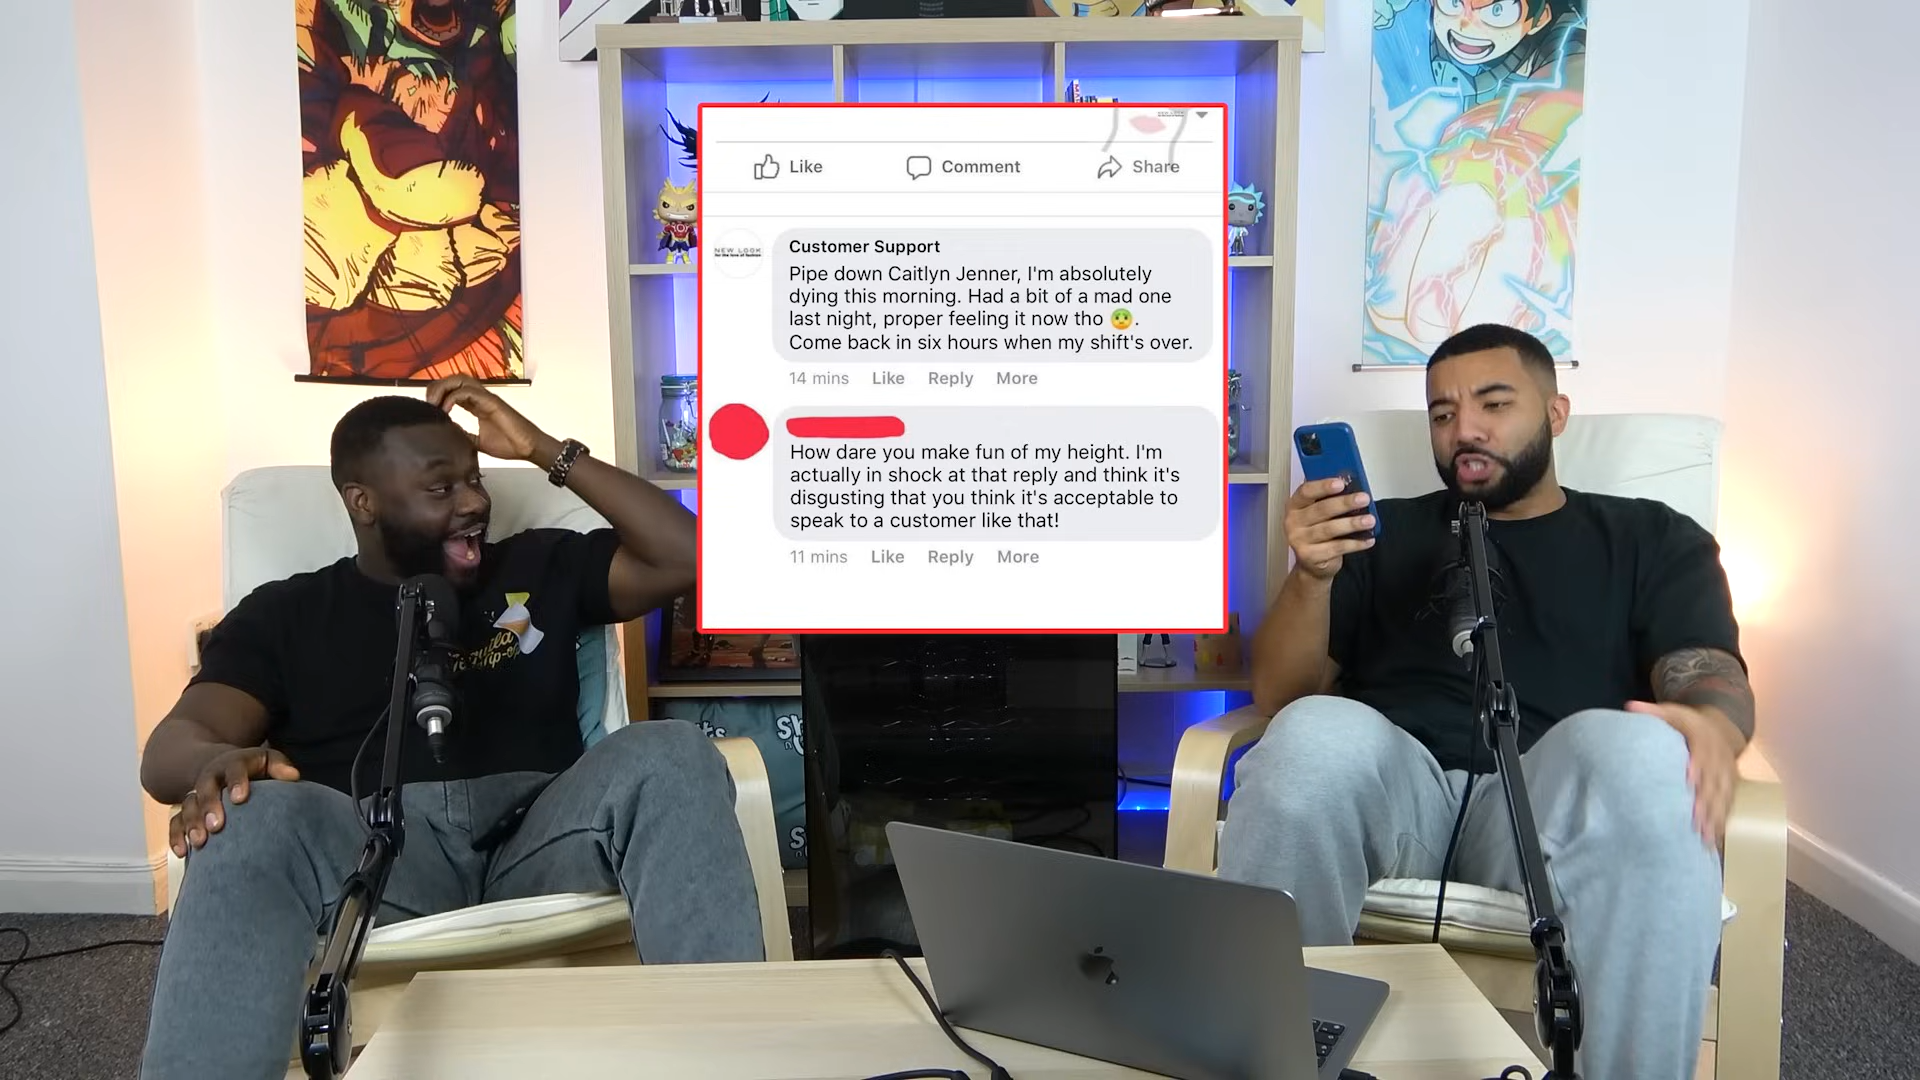 Like Comment Share
NEW LOOK
Customer Support
Pipe down Caitlyn Jenner, I'm absolutely
dying this morning. Had a bit of a mad one
last night, proper feeling it now tho 🤢.
Come back in six hours when my shift's over.
14 mins Like Reply More
How dare you make fun of my height. I'm
actually in shock at that reply and think it's
disgusting that you think it's acceptable to
speak to a customer like that!
11 mins Like Reply More